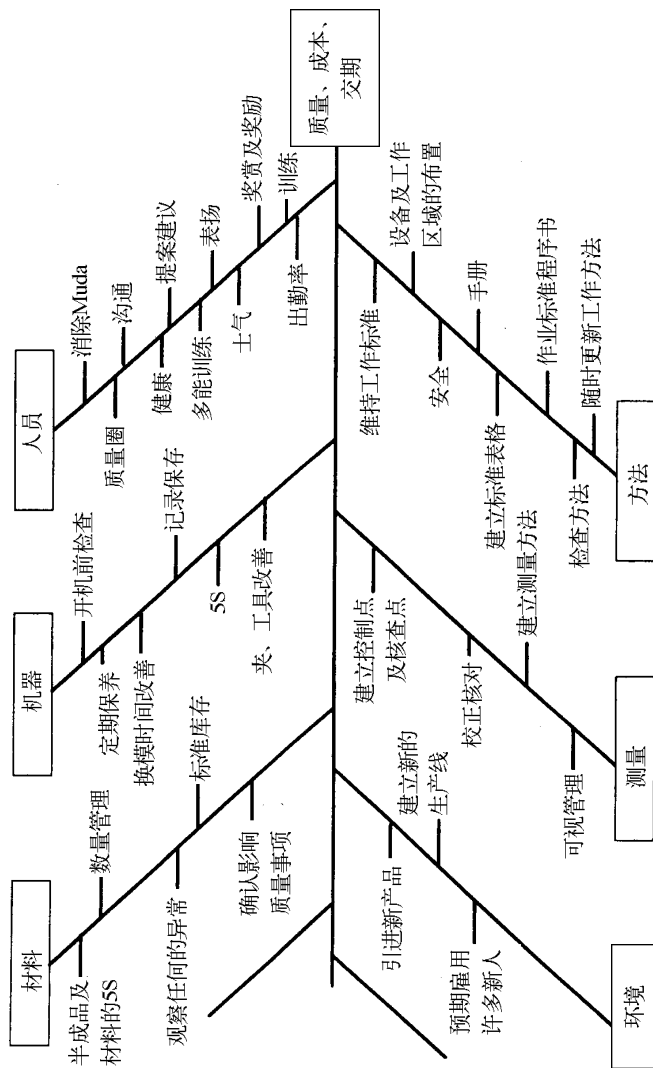 材料
机器
人员
半成品及
材料的5S
数量管理
观察任何的异常
标准库存
确认影响
质量事项
开机前检查
定期保养
换模时间改善
记录保存
5S
夹、工具改善
消除Muda
质量圈
沟通
健康
提案建议
多能训练
表扬
士气
奖赏及奖励
训练
出勤率
质量、成本、
交期
引进新产品
建立新的
生产线
预期雇用
许多新人
环境
建立控制点
及核查点
校正核对
建立测量方法
可视管理
测量
维持工作标准
设备及工作
区域的布置
安全
手册
建立标准表格
作业标准程序书
检查方法
随时更新工作方法
方法